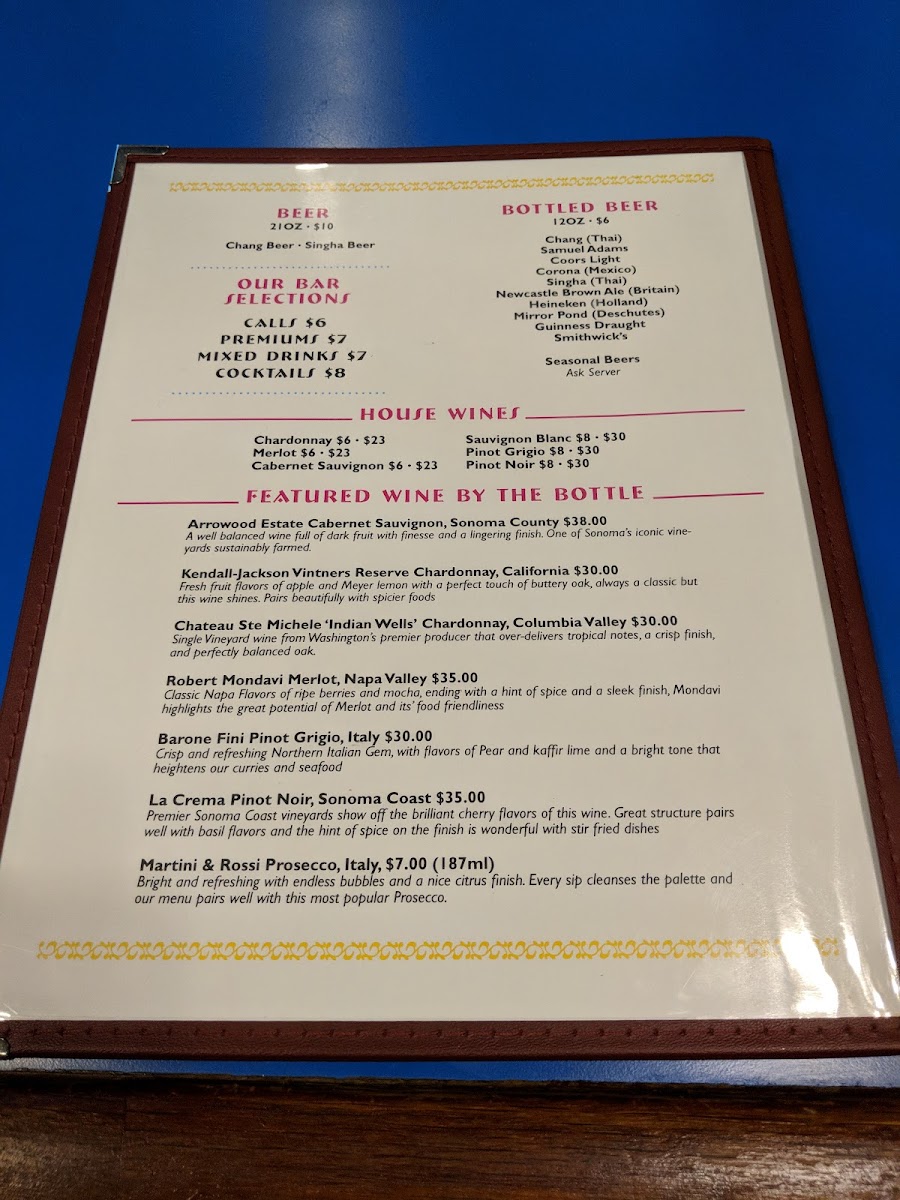 BEER
21OZ · $10
Chang Beer · Singha Beer
OUR BAR
SELECTIONS
CALLS $6
PREMIUMS $7
MIXED DRINKS $7
COCKTAILS $8
BOTTLED BEER
12OZ · $6
Chang (Thai)
Samuel Adams
Coors Light
Corona (Mexico)
Singha (Thai)
Newcastle Brown Ale (Britain)
Heineken (Holland)
Mirror Pond (Deschutes)
Guinness Draught
Smithwick's
Seasonal Beers
Ask Server
HOUSE WINES
Chardonnay $6 · $23
Merlot $6 · $23
Cabernet Sauvignon $6 · $23
Sauvignon Blanc $8 · $30
Pinot Grigio $8 · $30
Pinot Noir $8 · $30
FEATURED WINE BY THE BOTTLE
Arrowood Estate Cabernet Sauvignon, Sonoma County $38.00
A well balanced wine full of dark fruit with finesse and a lingering finish. One of Sonoma's iconic vine-
yards sustainably farmed.
Kendall-Jackson Vintners Reserve Chardonnay, California $30.00
Fresh fruit flavors of apple and Meyer lemon with a perfect touch of buttery oak, always a classic but
this wine shines. Pairs beautifully with spicier foods
Chateau Ste Michele 'Indian Wells' Chardonnay, Columbia Valley $30.00
Single Vineyard wine from Washington's premier producer that over-delivers tropical notes, a crisp finish,
and perfectly balanced oak.
Robert Mondavi Merlot, Napa Valley $35.00
Classic Napa Flavors of ripe berries and mocha, ending with a hint of spice and a sleek finish, Mondavi
highlights the great potential of Merlot and its' food friendliness
Barone Fini Pinot Grigio, Italy $30.00
Crisp and refreshing Northern Italian Gem, with flavors of Pear and kaffir lime and a bright tone that
heightens our curries and seafood
La Crema Pinot Noir, Sonoma Coast $35.00
Premier Sonoma Coast vineyards show off the brilliant cherry flavors of this wine. Great structure pairs
well with basil flavors and the hint of spice on the finish is wonderful with stir fried dishes
Martini & Rossi Prosecco, Italy, $7.00 (187ml)
Bright and refreshing with endless bubbles and a nice citrus finish. Every sip cleanses the palette and
our menu pairs well with this most popular Prosecco.